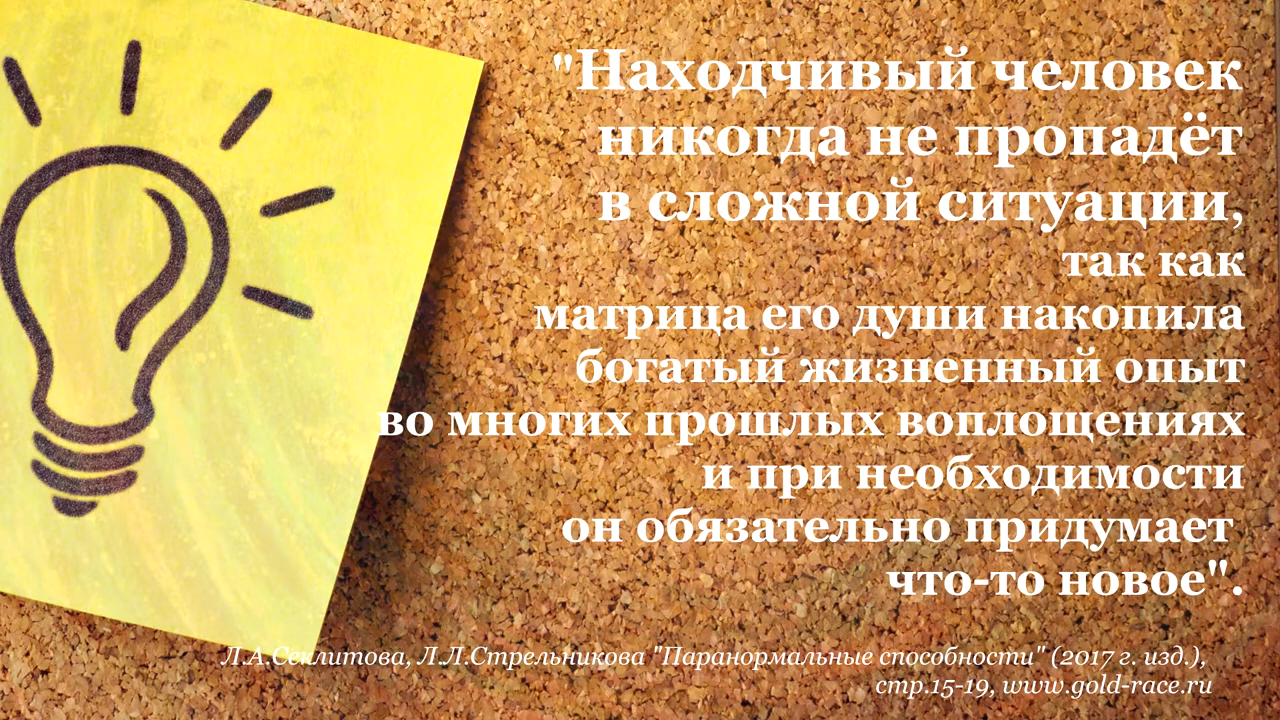 "Находчивый человек
никогда не пропадёт
в сложной ситуации,
так как
матрица его души накопила
богатый жизненный опыт
во многих прошлых воплощениях
и при необходимости
он обязательно придумает
что-то новое".
Л.А.Секлитова, Л.Л.Стрельникова "Паранормальные способности" (2017 г. изд.),
стр.15-19, www.gold-race.ru